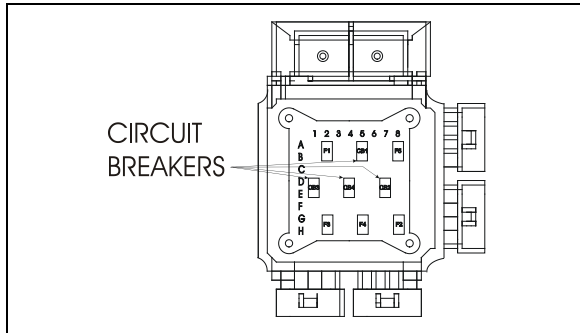 CIRCUIT
BREAKERS
1 2 3 4 5 6 7 8
A
B
C
D
E
F
G
H
F1 CB1 F5
CB3 CB4 CB2
F3 F4 F2